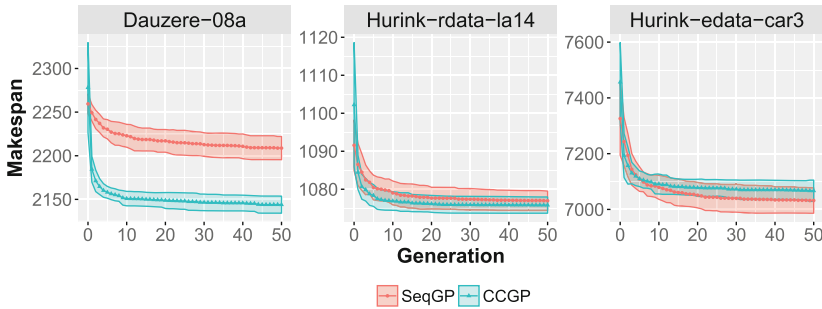 Dauzere−08a Hurink−rdata−la14 Hurink−edata−car3
Makespan
2300
2250
2200
2150
0 10 20 30 40 50
1120
1100
1090
1080
0 10 20 30 40 50
7600
7400
7200
7000
0 10 20 30 40 50
Generation
SeqGP CCGP